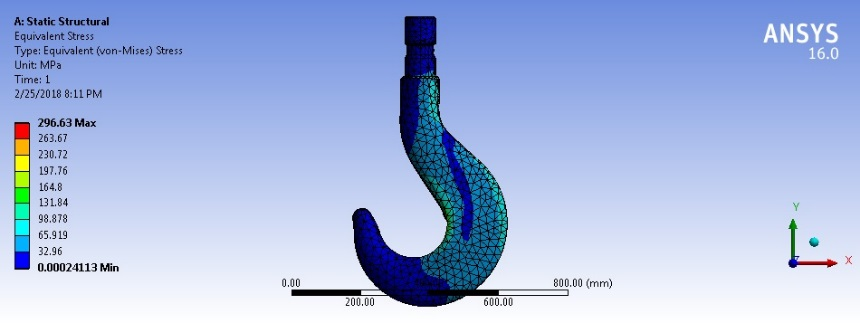 A: Static Structural
Equivalent Stress
Type: Equivalent (von-Mises) Stress
Unit: MPa
Time: 1
2/25/2018 8:11 PM
296.63 Max
263.67
230.72
197.76
164.8
131.84
98.878
65.919
32.96
0.00024113 Min
ANSYS
16.0
0.00
800.00 (mm)
200.00
600.00
Y
X